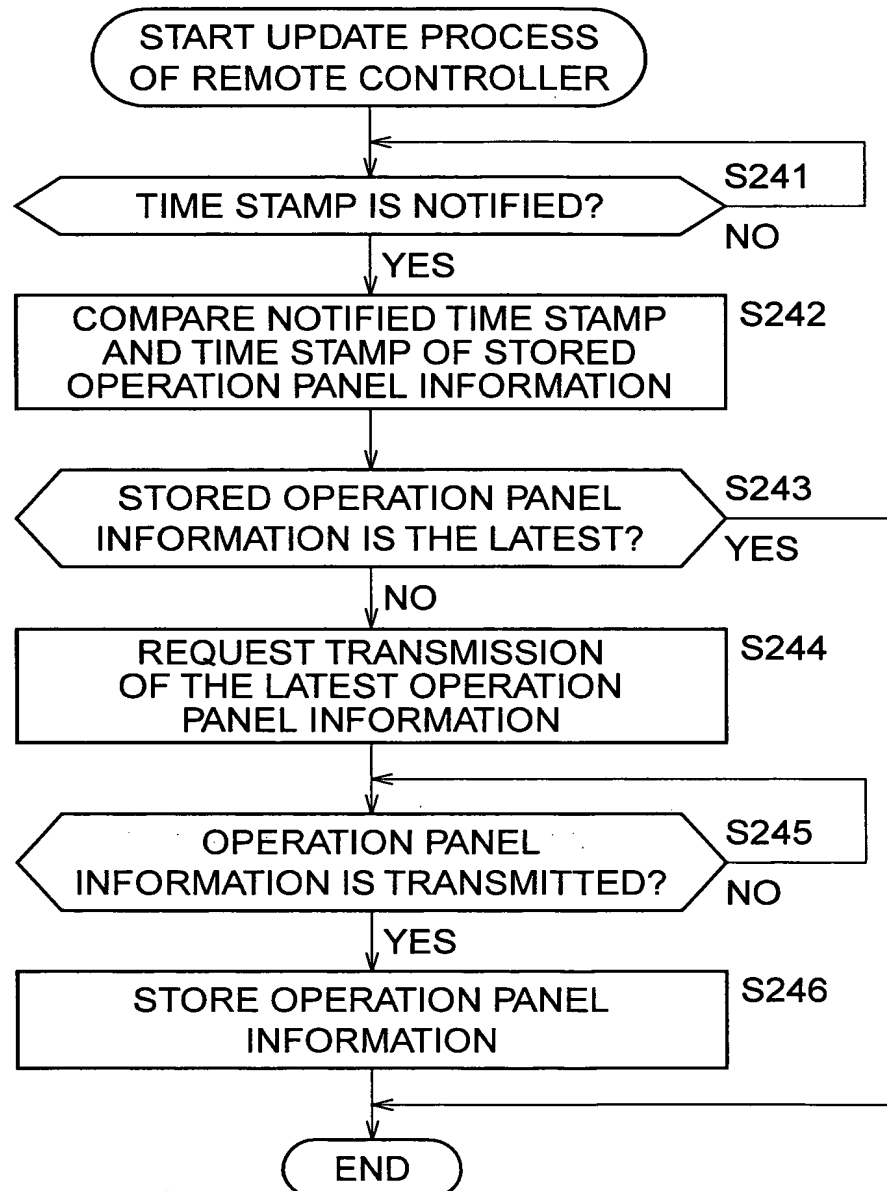 START UPDATE PROCESS
OF REMOTE CONTROLLER
S241
TIME STAMP IS NOTIFIED?
NO
YES
COMPARE NOTIFIED TIME STAMP
AND TIME STAMP OF STORED
OPERATION PANEL INFORMATION
S242
STORED OPERATION PANEL
INFORMATION IS THE LATEST?
S243
YES
NO
REQUEST TRANSMISSION
OF THE LATEST OPERATION
PANEL INFORMATION
S244
OPERATION PANEL
INFORMATION IS TRANSMITTED?
S245
NO
YES
STORE OPERATION PANEL
INFORMATION
S246
END